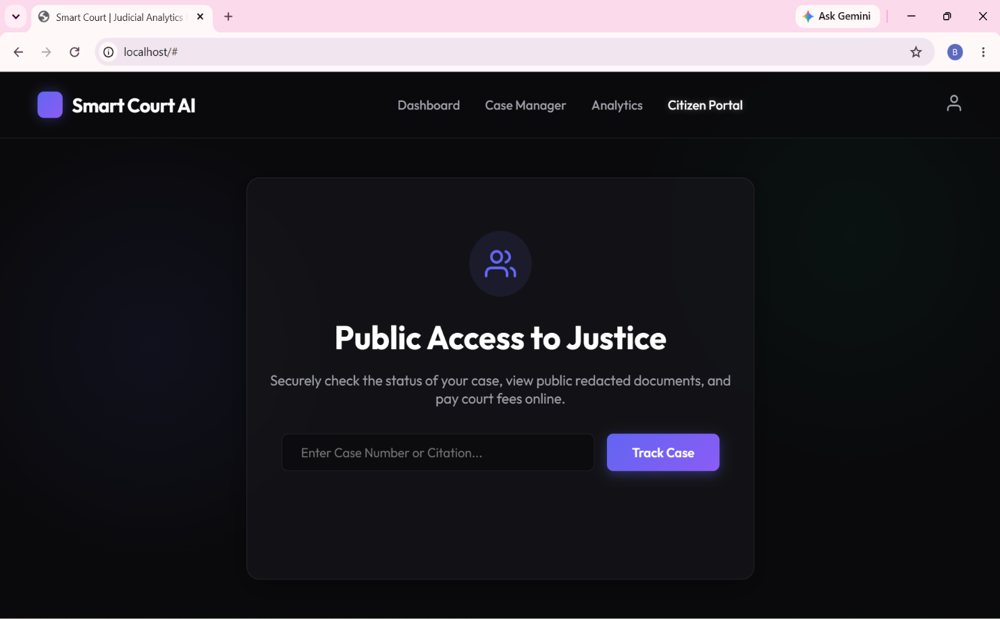 Smart Court | Judicial Analytics
Ask Gemini
localhost/#
B
Smart Court AI
Dashboard
Case Manager
Analytics
Citizen Portal
Public Access to Justice
Securely check the status of your case, view public redacted documents, and
pay court fees online.
Enter Case Number or Citation...
Track Case